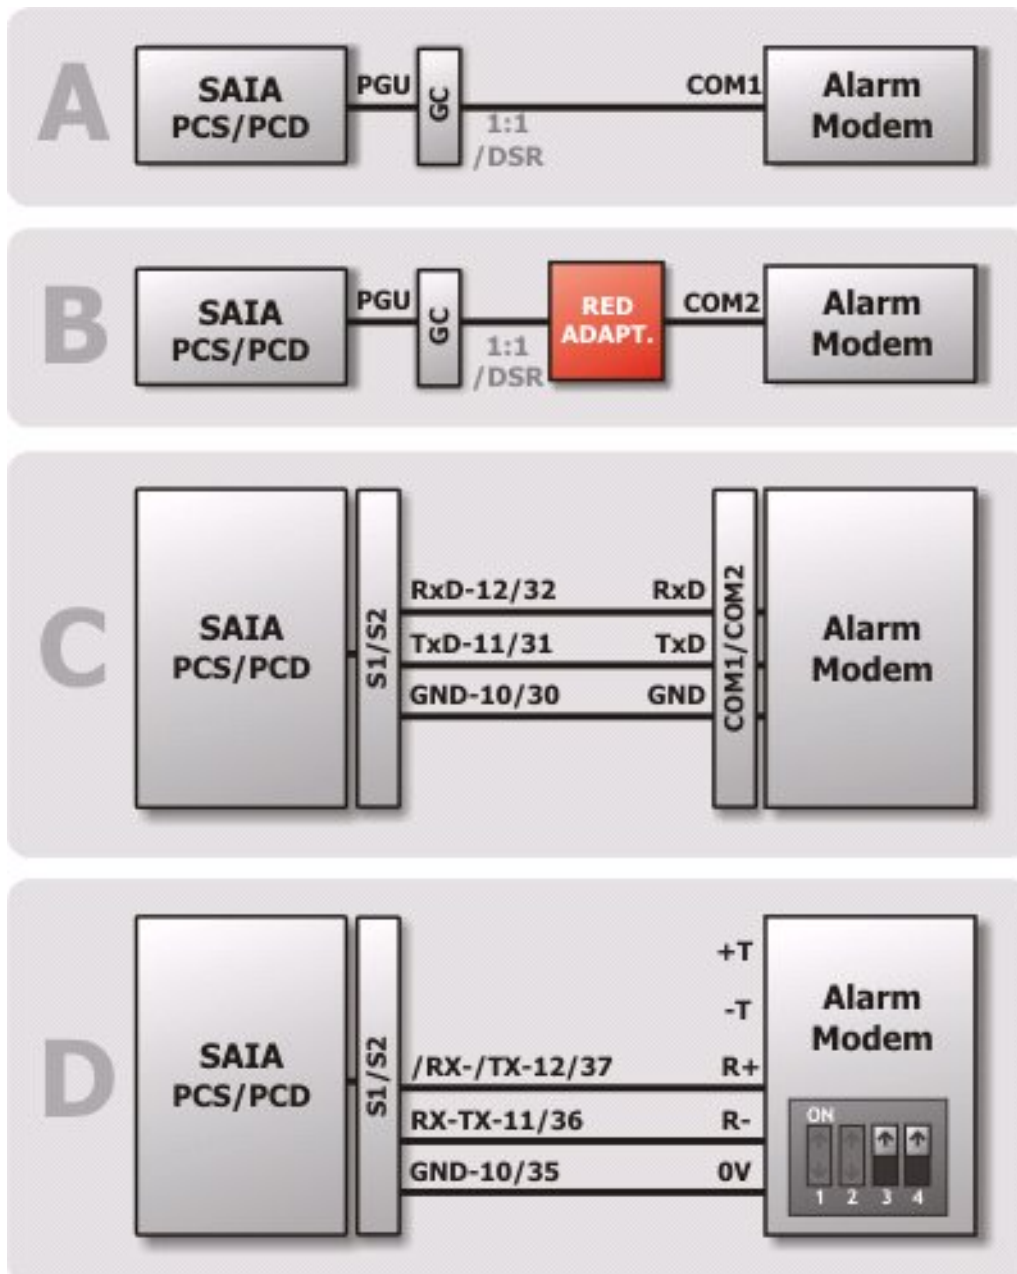 A
SAIA
PCS/PCD
PGU
GC
1:1
/DSR
COM1
Alarm
Modem
B
SAIA
PCS/PCD
PGU
GC
1:1
/DSR
RED
ADAPT.
COM2
Alarm
Modem
C
SAIA
PCS/PCD
S1/S2
RxD-12/32
RxD
TxD-11/31
TxD
GND-10/30
GND
COM1/COM2
Alarm
Modem
D
SAIA
PCS/PCD
S1/S2
+T
-T
/RX-/TX-12/37
R+
RX-TX-11/36
R-
GND-10/35
0V
Alarm
Modem
ON
1 2 3 4